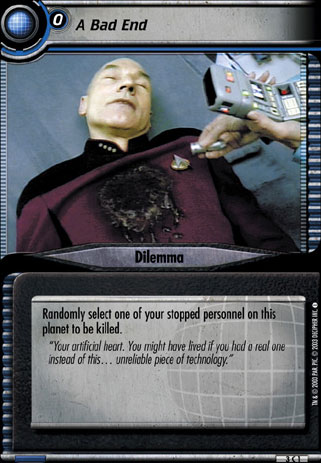 0 A Bad End
Dilemma
Randomly select one of your stopped personnel on this
planet to be killed.
"Your artificial heart. You might have lived if you had a real one
instead of this… unreliable piece of technology."
TM & © 2003 PAR. PIC. © 2003 DECIPHER INC.
3 C 1